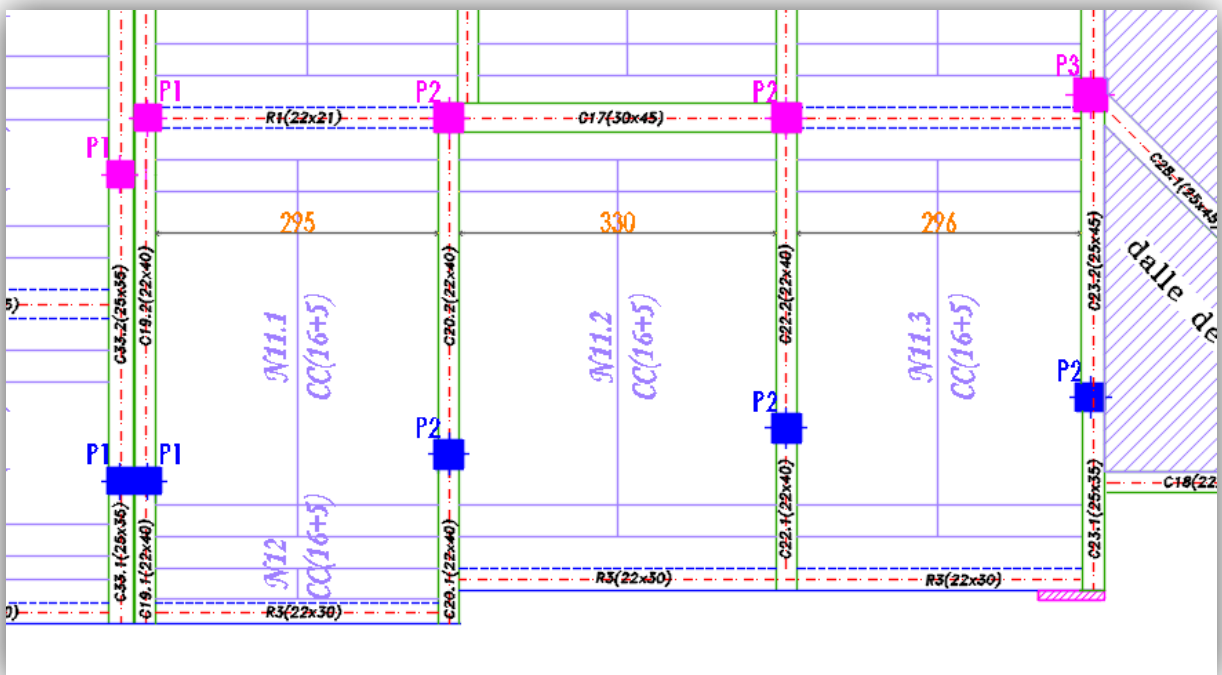 P3
P1
P2
P2
R1(22x21)
C17(30x45)
P1
C28.1(25x45)
295
330
296
dalle de
C33.2(25x35)
C19.2(22x40)
C20.2(22x40)
C22.2(22x40)
C23.2(25x45)
N11.1
CC(16+5)
N11.2
CC(16+5)
N11.3
CC(16+5)
P2
P2
P2
P1
P1
C18(22
C33.1(25x35)
C19.1(22x40)
N12
CC(16+5)
C20.1(22x40)
C22.1(22x40)
C23.1(25x35)
R3(22x30)
R3(22x30)
R3(22x30)